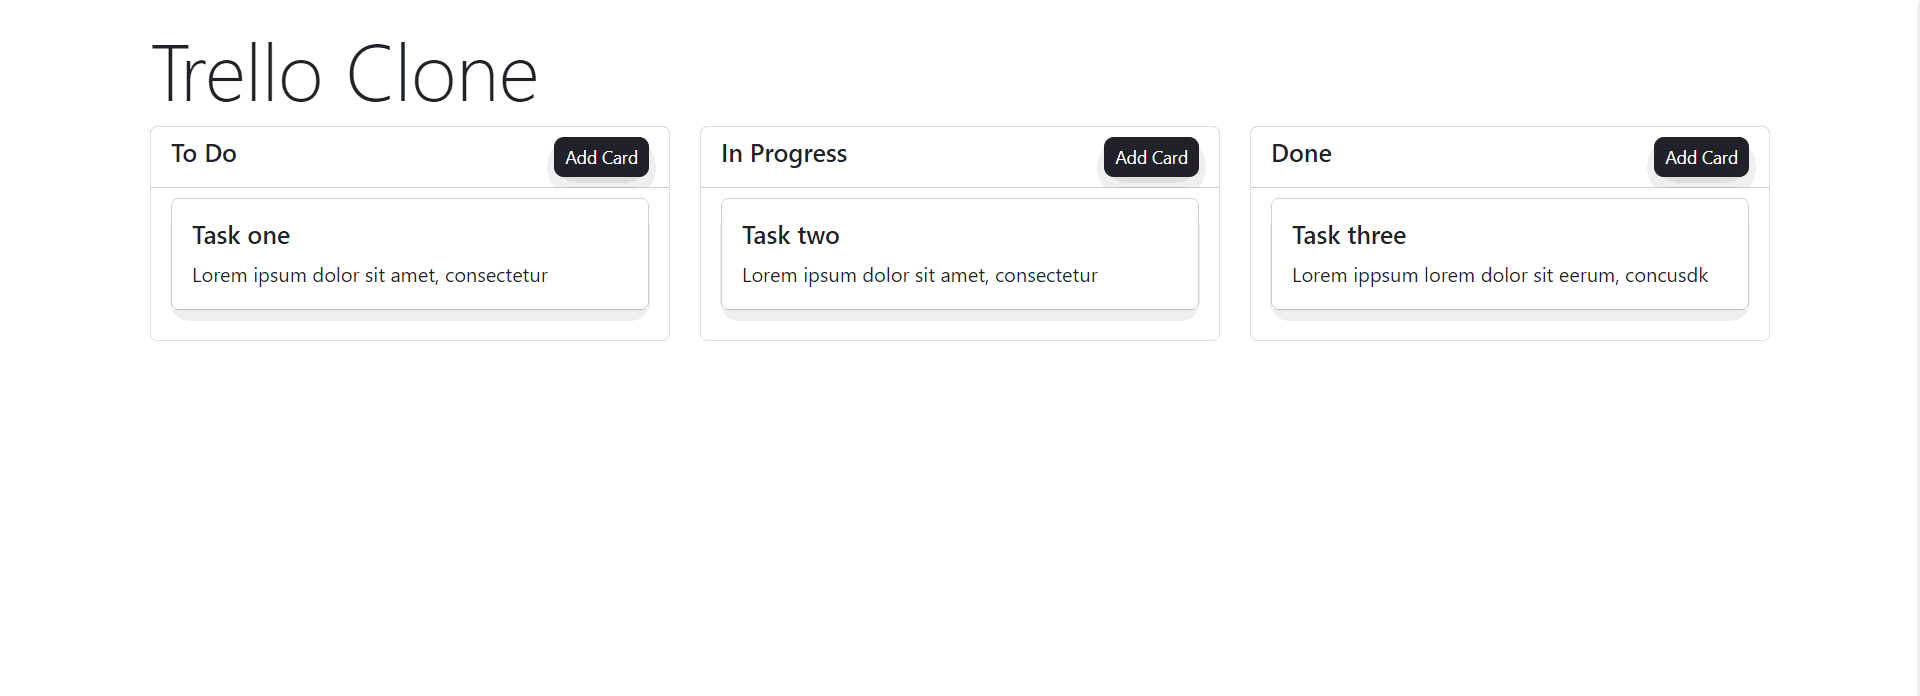 Trello Clone
To Do
Add Card
Task one
Lorem ipsum dolor sit amet, consectetur
In Progress
Add Card
Task two
Lorem ipsum dolor sit amet, consectetur
Done
Add Card
Task three
Lorem ippsum lorem dolor sit eerum, concusdk